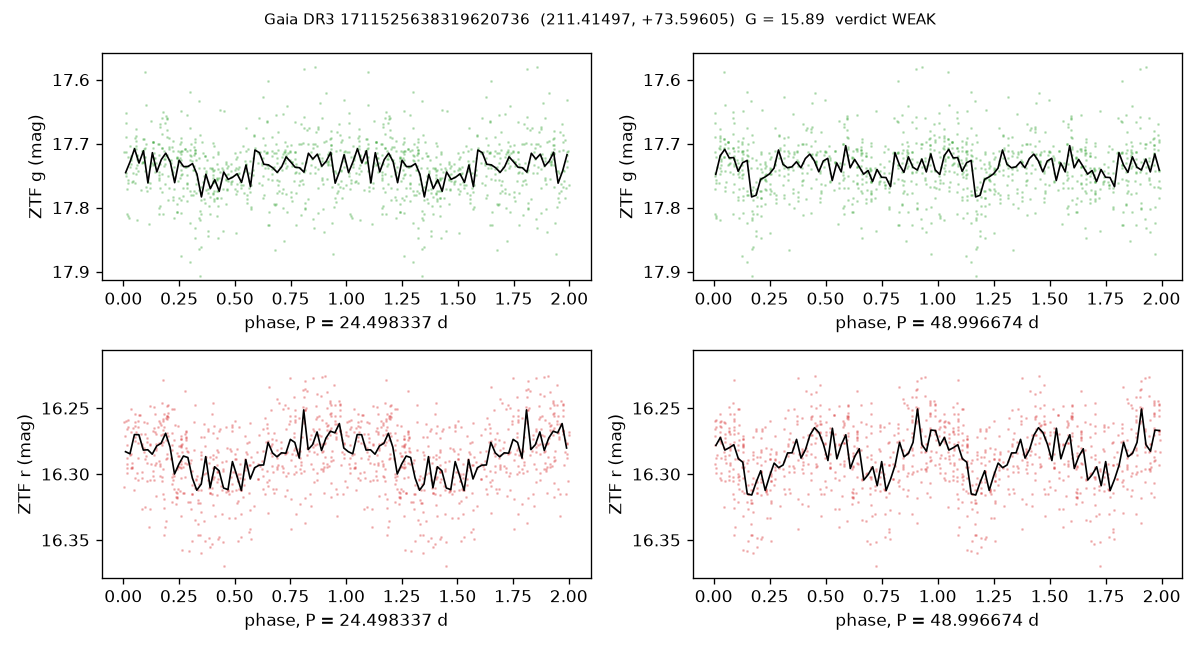 Gaia DR3 1711525638319620736 (211.41497, +73.59605) G = 15.89 verdict WEAK
ZTF g (mag)
17.6
17.7
17.8
17.9
0.00 0.25 0.50 0.75 1.00 1.25 1.50 1.75 2.00
phase, P = 24.498337 d
ZTF g (mag)
17.6
17.7
17.8
17.9
0.00 0.25 0.50 0.75 1.00 1.25 1.50 1.75 2.00
phase, P = 48.996674 d
ZTF r (mag)
16.25
16.30
16.35
0.00 0.25 0.50 0.75 1.00 1.25 1.50 1.75 2.00
phase, P = 24.498337 d
ZTF r (mag)
16.25
16.30
16.35
0.00 0.25 0.50 0.75 1.00 1.25 1.50 1.75 2.00
phase, P = 48.996674 d